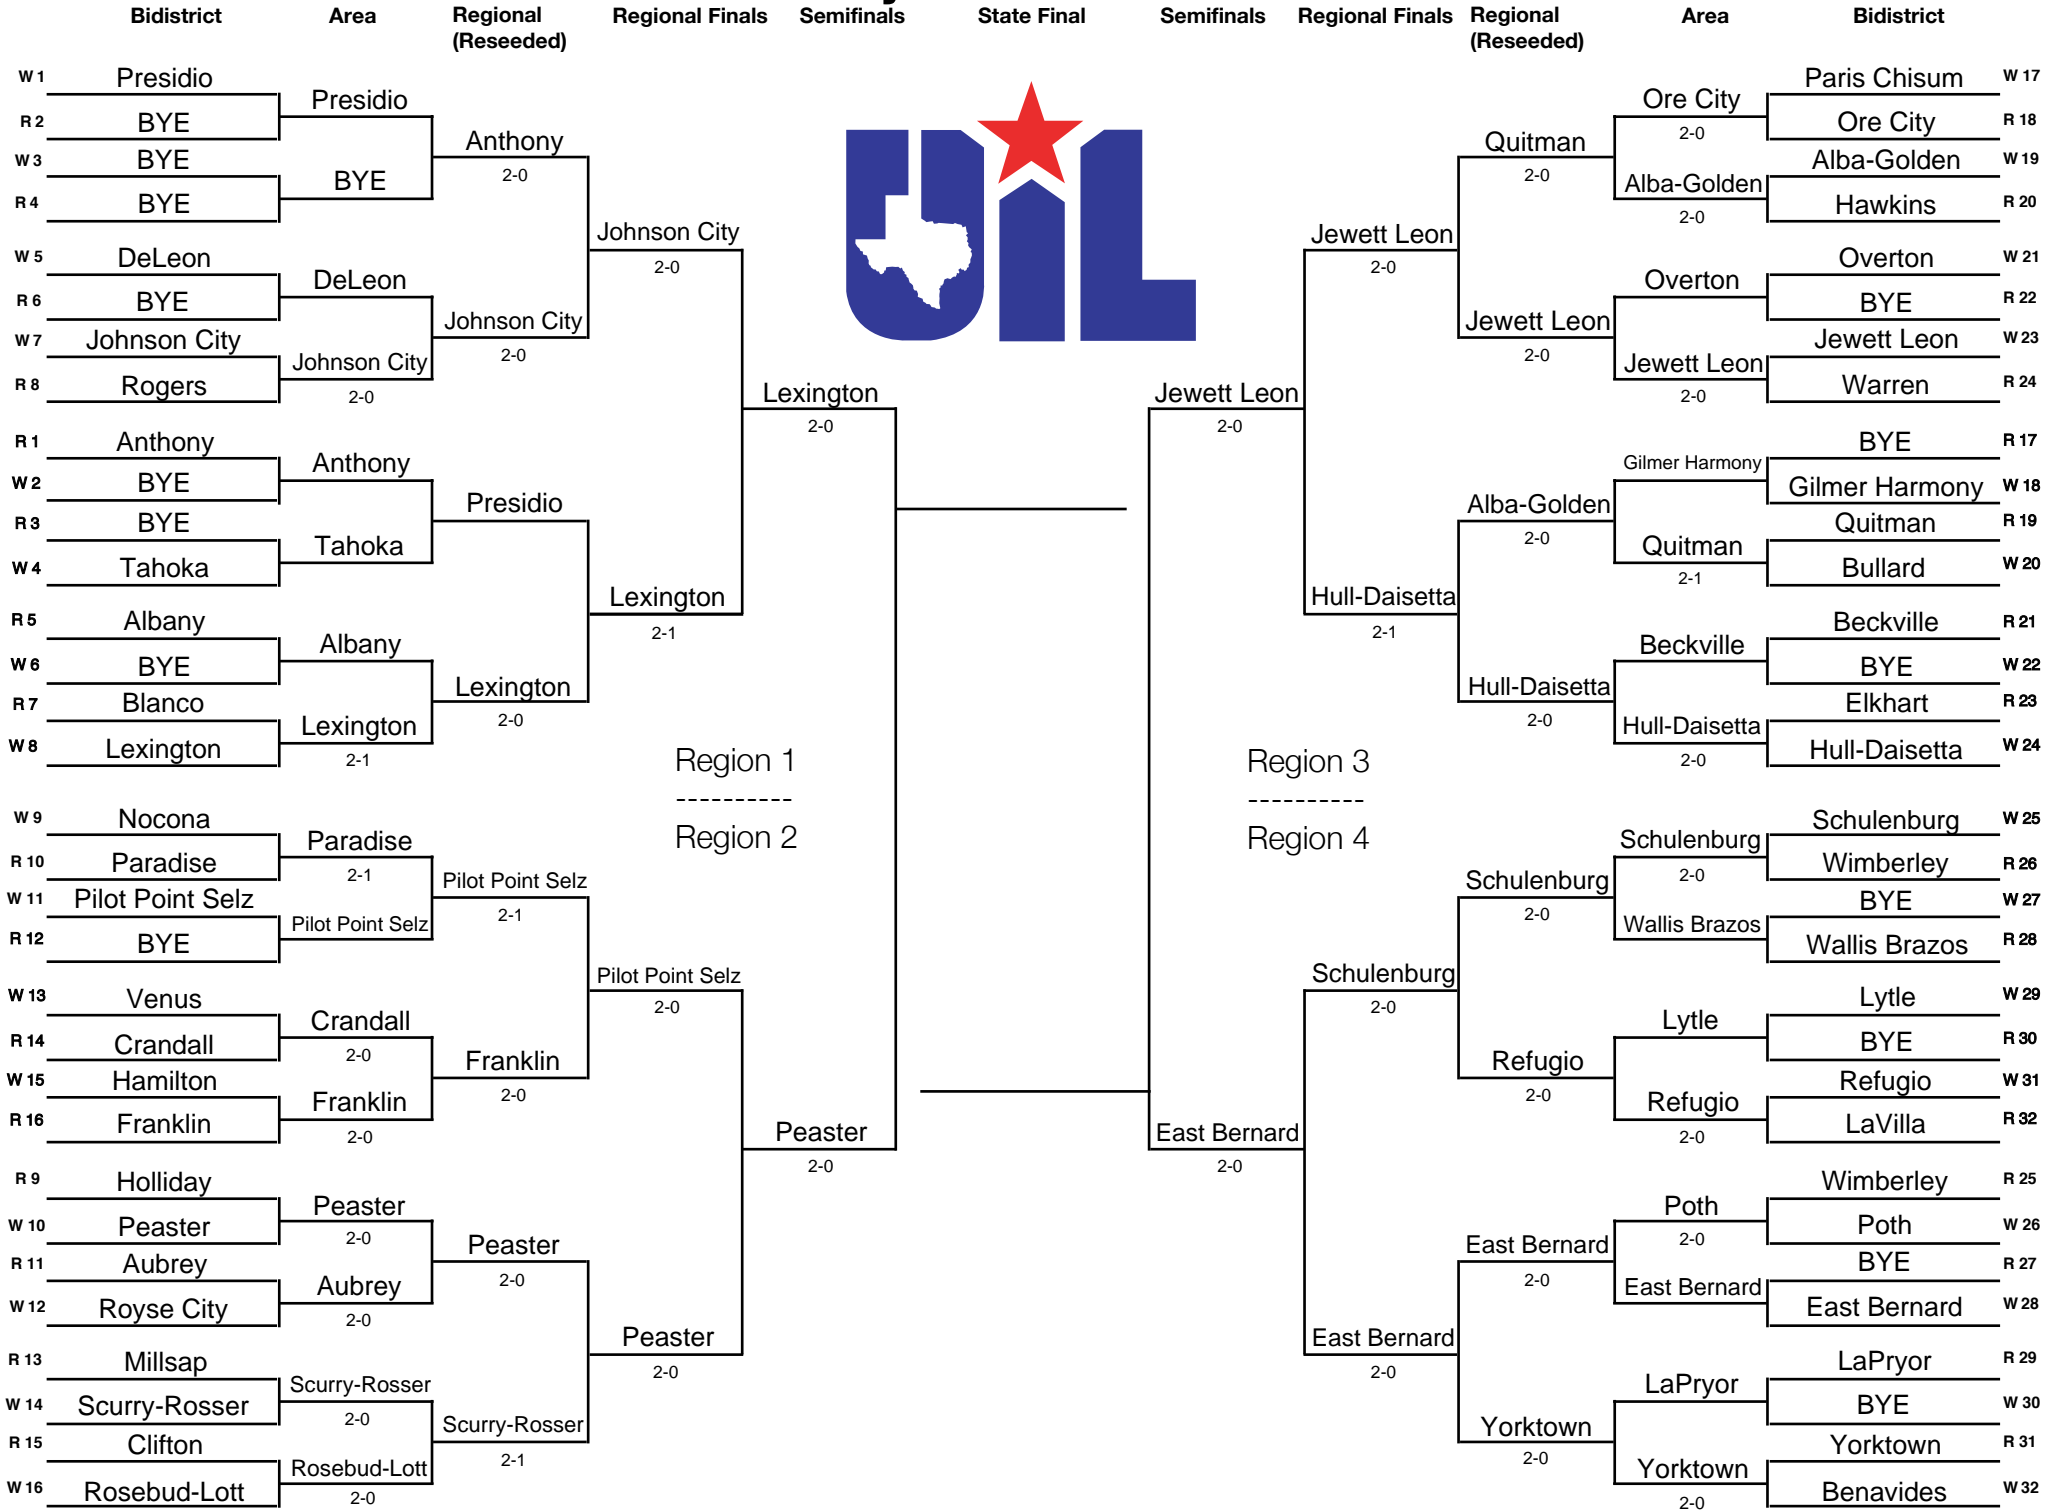 Bidistrict
Area
Regional
(Reseeded)
Regional Finals
Semifinals
State Final
Semifinals
Regional Finals
Regional
(Reseeded)
Area
Bidistrict
W 1
Presidio
R 2
BYE
W 3
BYE
R 4
BYE
W 5
DeLeon
R 6
BYE
W 7
Johnson City
R 8
Rogers
R 1
Anthony
W 2
BYE
R 3
BYE
W 4
Tahoka
R 5
Albany
W 6
BYE
R 7
Blanco
W 8
Lexington
W 9
Nocona
R 10
Paradise
W 11
Pilot Point Selz
R 12
BYE
W 13
Venus
R 14
Crandall
W 15
Hamilton
R 16
Franklin
R 9
Holliday
W 10
Peaster
R 11
Aubrey
W 12
Royse City
R 13
Millsap
W 14
Scurry-Rosser
R 15
Clifton
W 16
Rosebud-Lott
Presidio
BYE
DeLeon
Johnson City
2-0
Anthony
Tahoka
Albany
Lexington
2-1
Paradise
2-1
Pilot Point Selz
Crandall
2-0
Franklin
2-0
Peaster
2-0
Aubrey
2-0
Scurry-Rosser
2-0
Rosebud-Lott
2-0
Anthony
2-0
Johnson City
2-0
Presidio
Lexington
2-0
Pilot Point Selz
2-1
Franklin
2-0
Peaster
2-0
Scurry-Rosser
2-1
Johnson City
2-0
Lexington
2-1
Region 1
----------
Region 2
Pilot Point Selz
2-0
Peaster
2-0
Lexington
2-0
Peaster
2-0
UIL
Jewett Leon
2-0
East Bernard
2-0
Jewett Leon
2-0
Hull-Daisetta
2-1
Region 3
----------
Region 4
Schulenburg
2-0
East Bernard
2-0
Quitman
2-0
Jewett Leon
2-0
Alba-Golden
2-0
Hull-Daisetta
2-0
Schulenburg
2-0
Refugio
2-0
East Bernard
2-0
Yorktown
2-0
Ore City
2-0
Alba-Golden
2-0
Overton
Jewett Leon
2-0
Gilmer Harmony
Quitman
2-1
Beckville
Hull-Daisetta
2-0
Schulenburg
2-0
Wallis Brazos
Lytle
Refugio
2-0
Poth
2-0
East Bernard
LaPryor
Yorktown
2-0
Paris Chisum
W 17
Ore City
R 18
Alba-Golden
W 19
Hawkins
R 20
Overton
W 21
BYE
R 22
Jewett Leon
W 23
Warren
R 24
BYE
R 17
Gilmer Harmony
W 18
Quitman
R 19
Bullard
W 20
Beckville
R 21
BYE
W 22
Elkhart
R 23
Hull-Daisetta
W 24
Schulenburg
W 25
Wimberley
R 26
BYE
W 27
Wallis Brazos
R 28
Lytle
W 29
BYE
R 30
Refugio
W 31
LaVilla
R 32
Wimberley
R 25
Poth
W 26
BYE
R 27
East Bernard
W 28
LaPryor
R 29
BYE
W 30
Yorktown
R 31
Benavides
W 32